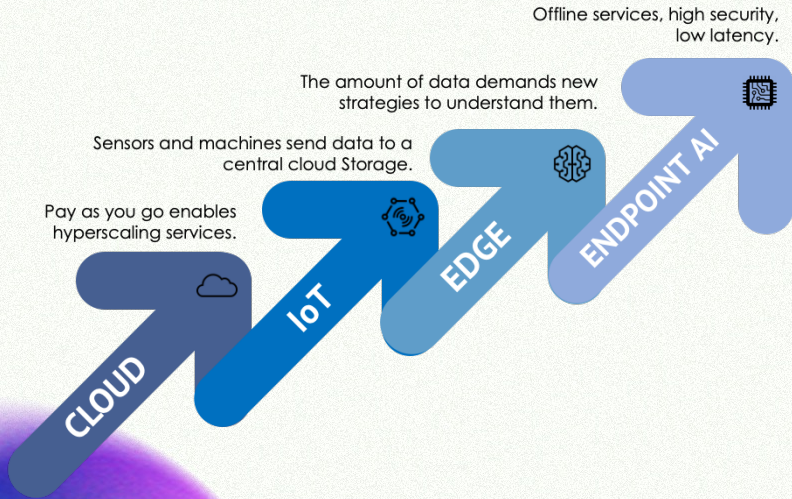 Offline services, high security,
low latency.
The amount of data demands new
strategies to understand them.
Sensors and machines send data to a
central cloud Storage.
Pay as you go enables
hyperscaling services.
CLOUD
IoT
EDGE
ENDPOINT AI